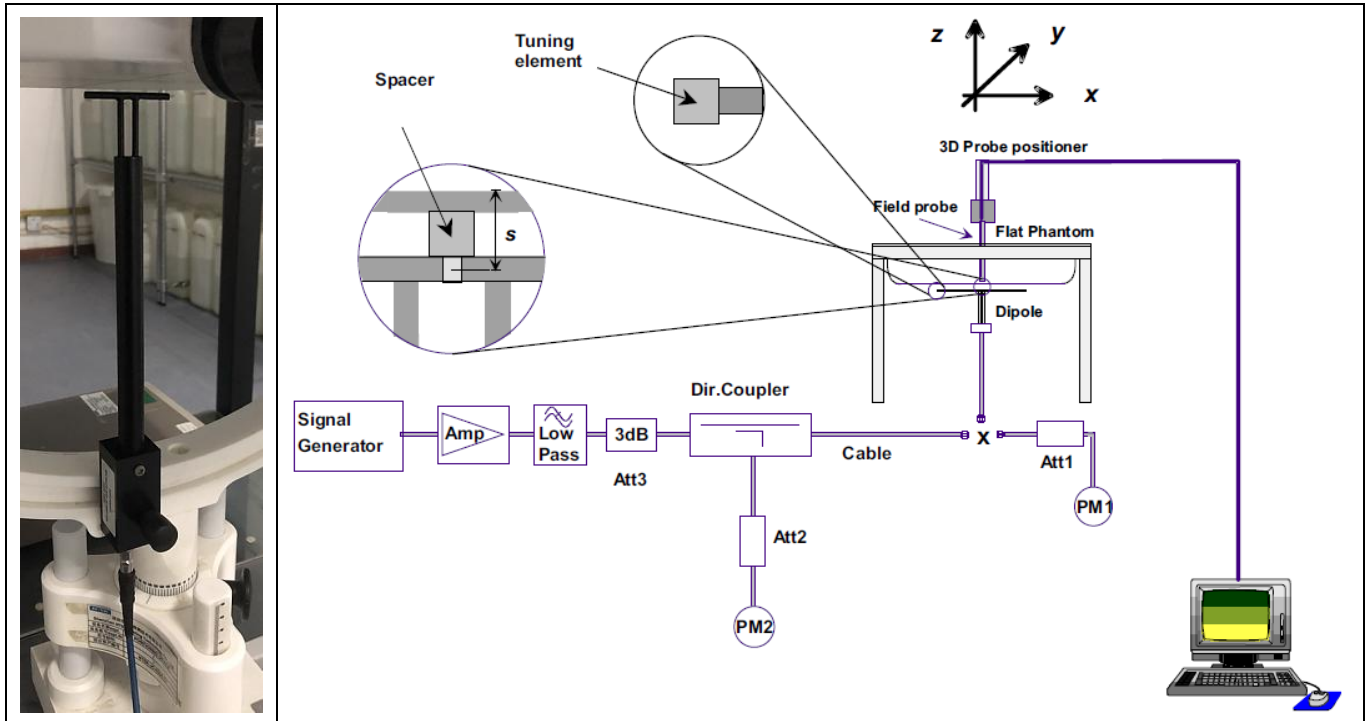 Tuning
element
Spacer
z
y
x
3D Probe positioner
Field probe
Flat Phantom
s
Dipole
Dir.Coupler
Signal
Generator
Amp
Low
Pass
3dB
Att3
Cable
X
Att1
PM1
Att2
PM2